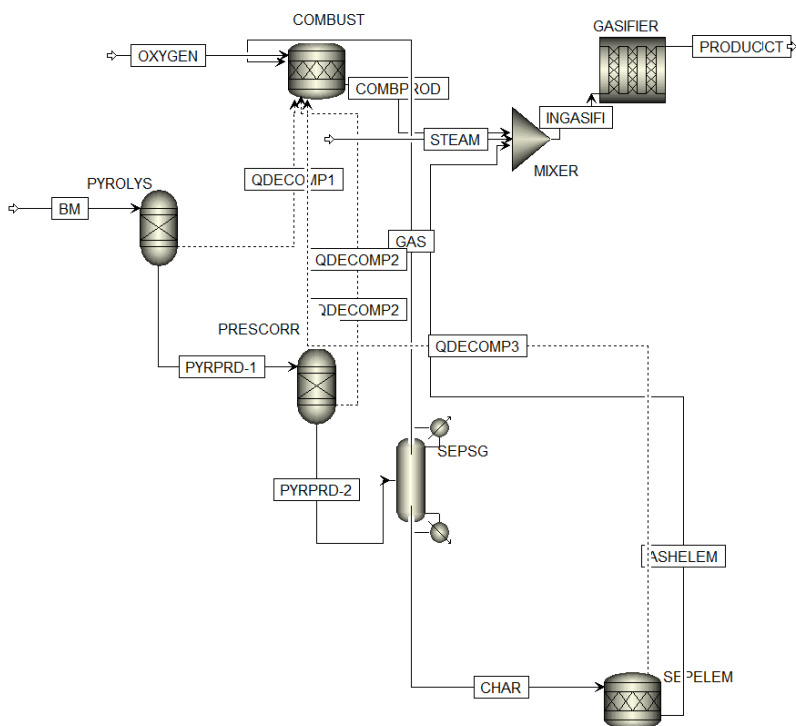 COMBUST
GASIFIER
OXYGEN
PRODUCICT
COMBPROD
INGASIFI
STEAM
MIXER
PYROLYS
QDECOMP1
BM
GAS
QDECOMP2
QDECOMP2
PRESCORR
QDECOMP3
PYRPRD-1
SEPSG
PYRPRD-2
ASHELEM
CHAR
SEPELEM